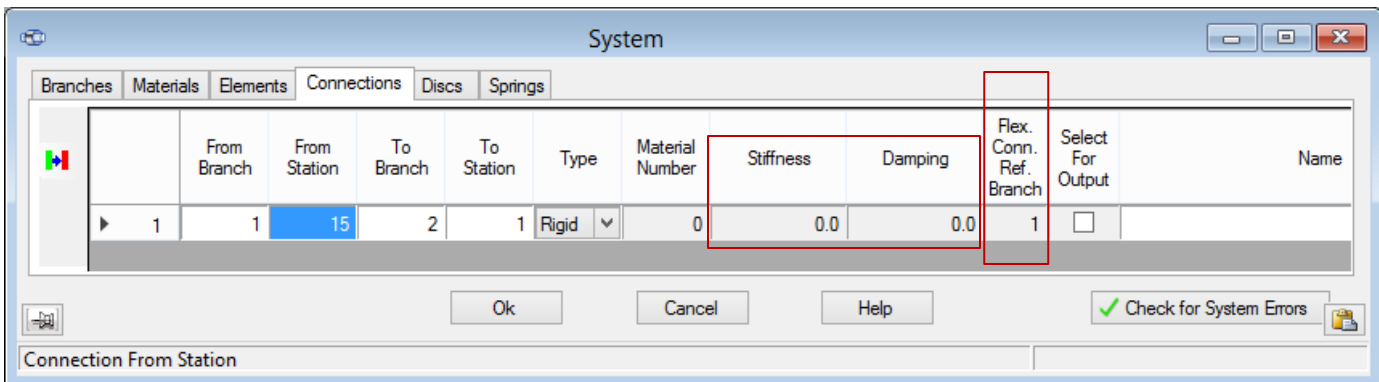 System
Branches Materials Elements Connections Discs Springs
From Branch From Station To Branch To Station Type Material Number Stiffness Damping Flex. Conn. Ref. Branch Select For Output Name
1 1 15 2 1 Rigid 0 0.0 0.0 1
Ok Cancel Help Check for System Errors
Connection From Station